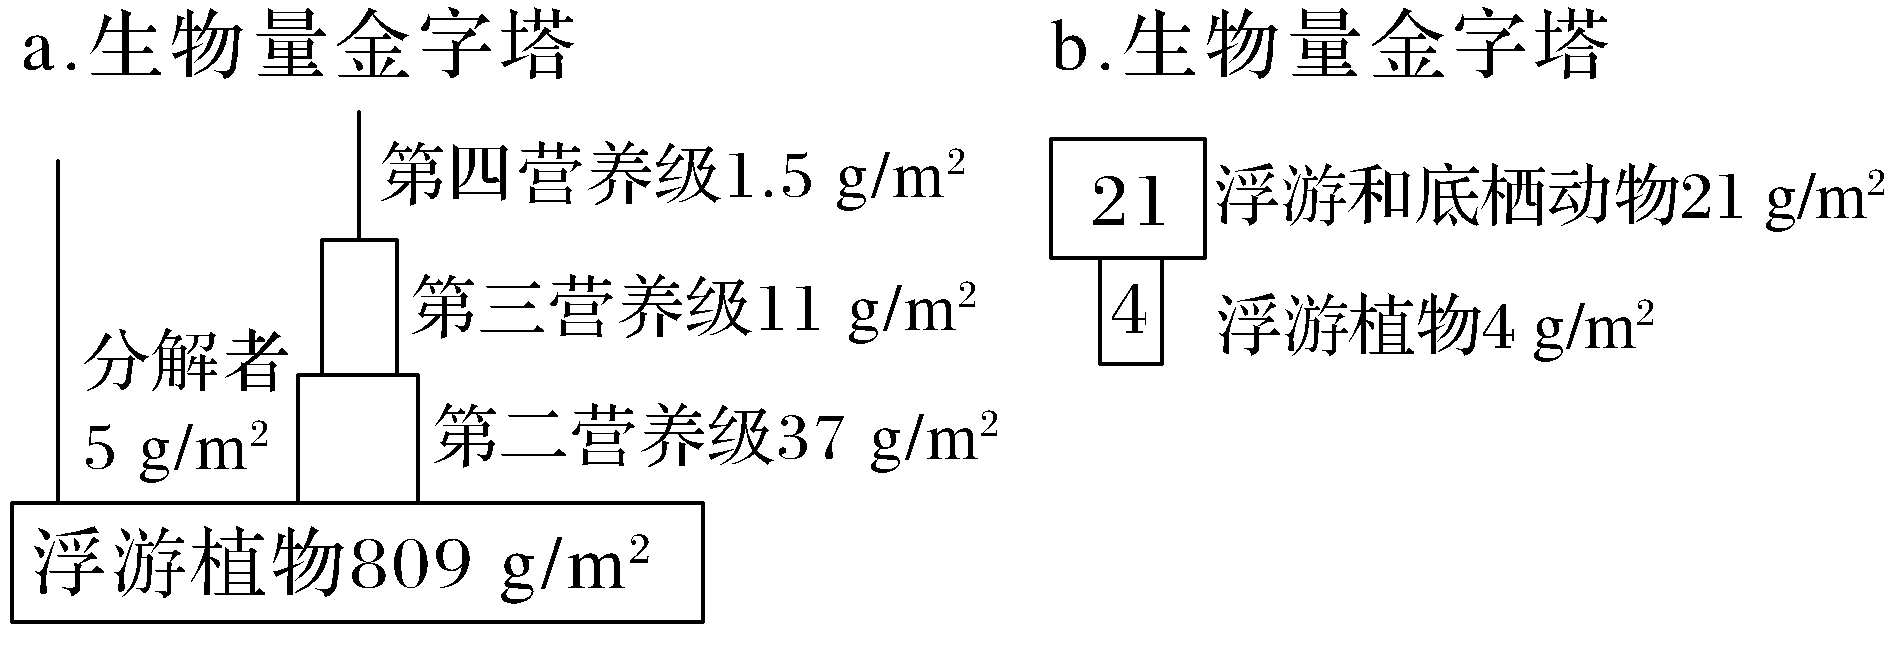 a.生物量金字塔
第四营养级1.5 g/m²
第三营养级11 g/m²
分解者
5 g/m²
第二营养级37 g/m²
浮游植物809 g/m²
b.生物量金字塔
21
浮游和底栖动物21 g/m²
4
浮游植物4 g/m²